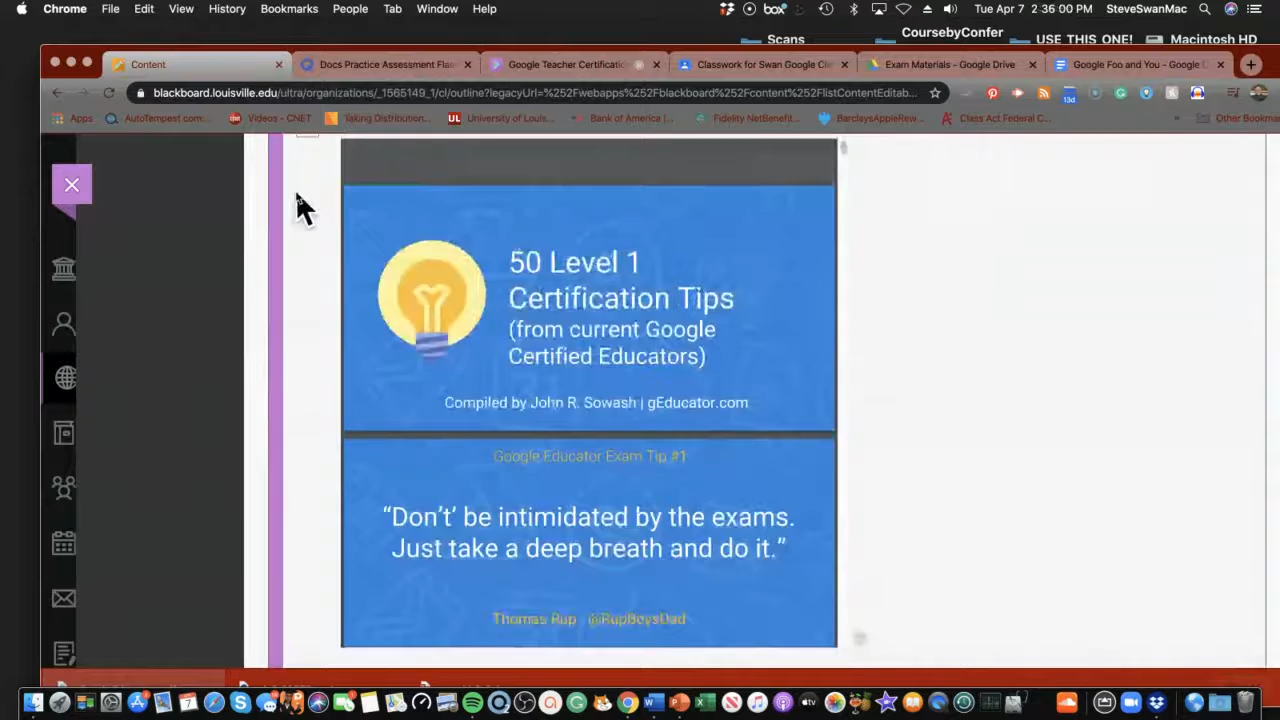 Chrome File Edit View History Bookmarks People Tab Window Help
box Tue Apr 7 2:36:00 PM SteveSwanMac
Scans CoursebyConfer USE THIS ONE! Macintosh HD
Content Docs Practice Assessment Flas Google Teacher Certificatio Classwork for Swan Google Ce Exam Materials - Google Drive Google Foo and You - Google
blackboard.louisville.edu/ultra/organizations/_1565149_1/cl/outline?legacyUrl=%252Fwebapps%252Fblackboard%252Fcontent%252FlistContentEditab...
13d
Apps AutoTempest.com:... Videos - CNET Taking Distribution... University of Louis... Bank of America |... Fidelity NetBenefit... BarclaysAppleRew... Class Act Federal C... » Other Bookmar
50 Level 1
Certification Tips
(from current Google
Certified Educators)
Compiled by John R. Sowash | gEducator.com
Google Educator Exam Tip #1
“Don’t’ be intimidated by the exams.
Just take a deep breath and do it.”
Thomas Rup @RupBoysDad